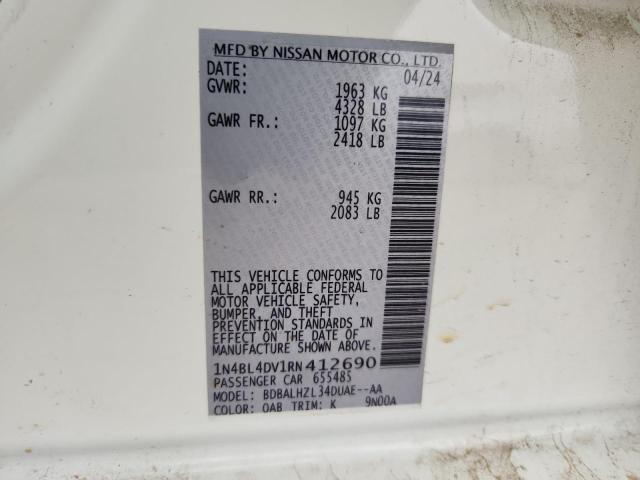 MFD BY NISSAN MOTOR CO., LTD.
DATE: 04/24
GVWR: 1963 KG
4328 LB
GAWR FR.: 1097 KG
2418 LB
GAWR RR.: 945 KG
2083 LB
THIS VEHICLE CONFORMS TO
ALL APPLICABLE FEDERAL
MOTOR VEHICLE SAFETY,
BUMPER, AND THEFT
PREVENTION STANDARDS IN
EFFECT ON THE DATE OF
MANUFACTURE SHOWN ABOVE.
1N4BL4DV1RN412690
PASSENGER CAR 655485
MODEL: BDBALHZL34DUAE--AA
COLOR: QAB TRIM: K 9N00A